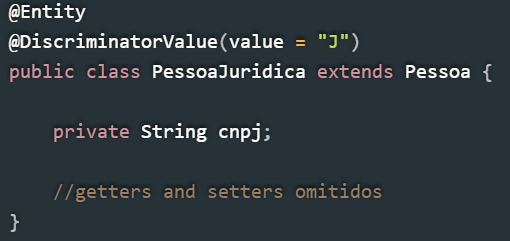 @Entity
@DiscriminatorValue(value = "J")
public class PessoaJuridica extends Pessoa {
private String cnpj;
//getters and setters omitidos
}